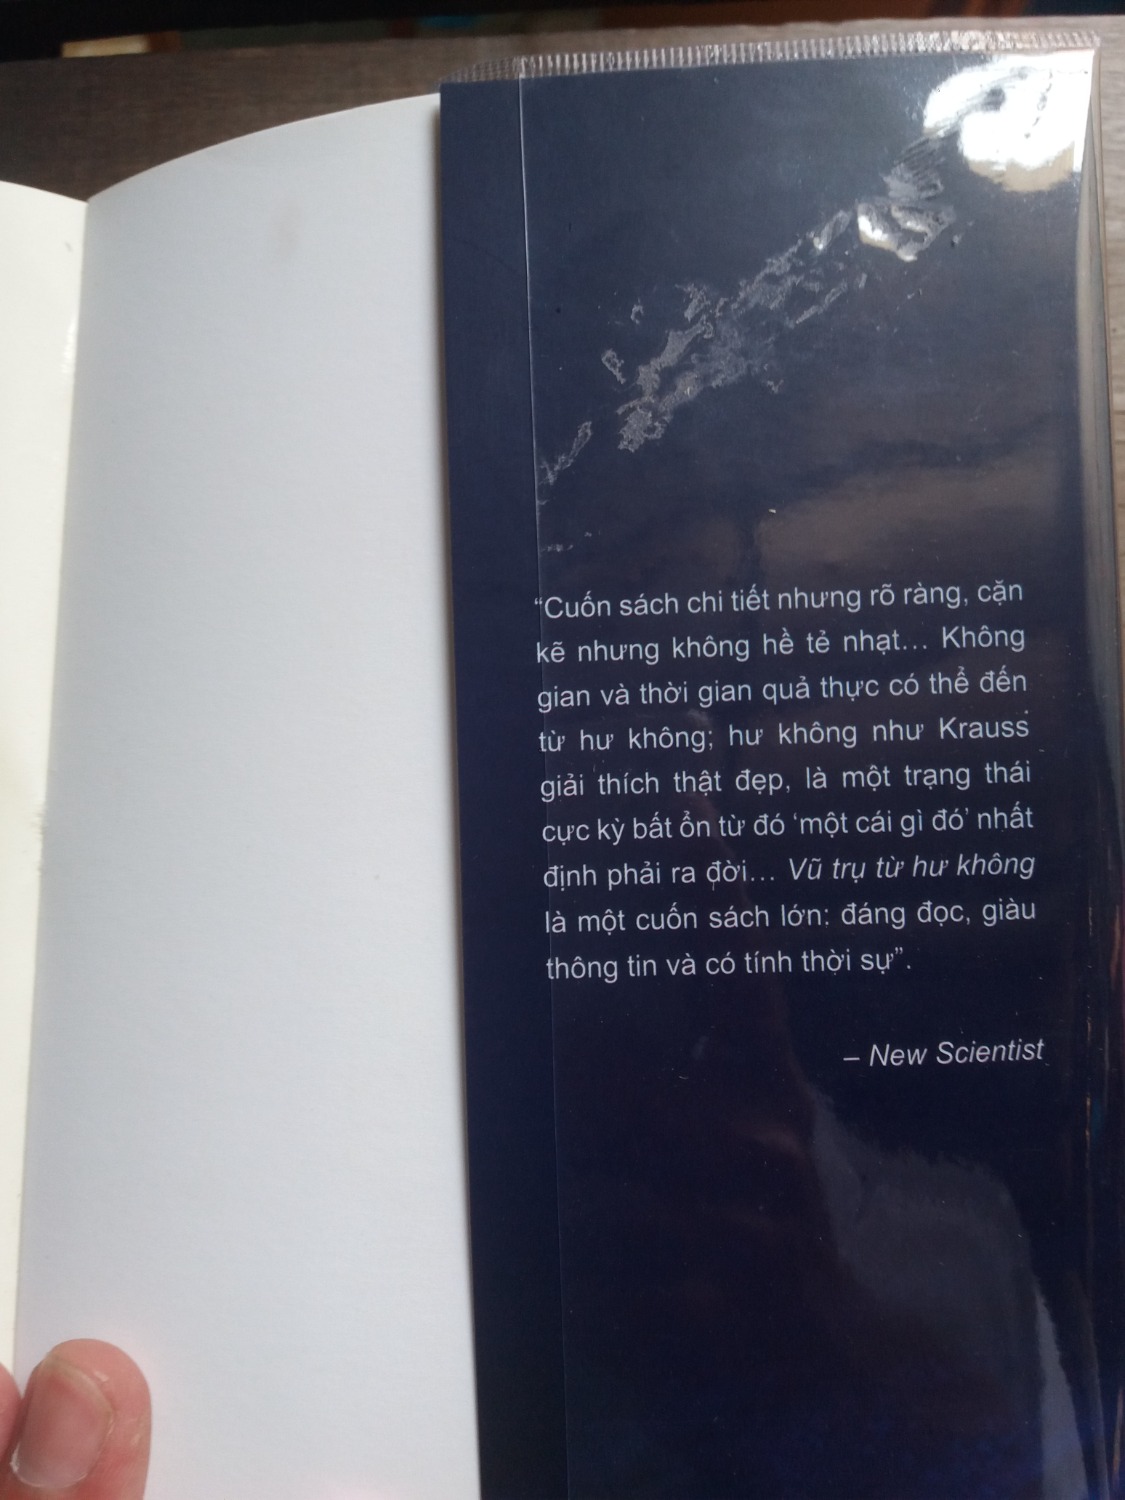 “Cuốn sách chi tiết nhưng rõ ràng, cặn
kẽ nhưng không hề tẻ nhạt... Không
gian và thời gian quả thực có thể đến
từ hư không; hư không như Krauss
giải thích thật đẹp, là một trạng thái
cực kỳ bất ổn từ đó ‘một cái gì đó’ nhất
định phải ra đời... Vũ trụ từ hư không
là một cuốn sách lớn: đáng đọc, giàu
thông tin và có tính thời sự”.
– New Scientist